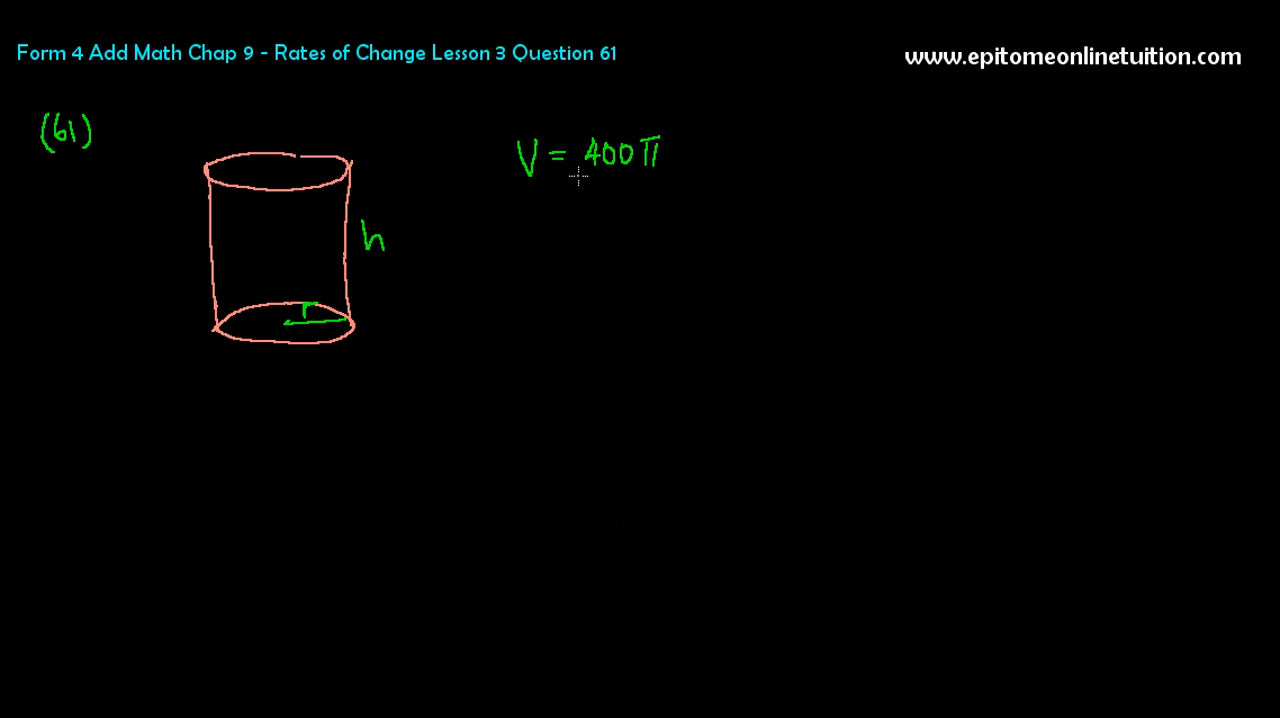 Form 4 Add Math Chap 9 - Rates of Change Lesson 3 Question 61
www.epitomeonlinetuition.com
(61)
V = 400π
h
r